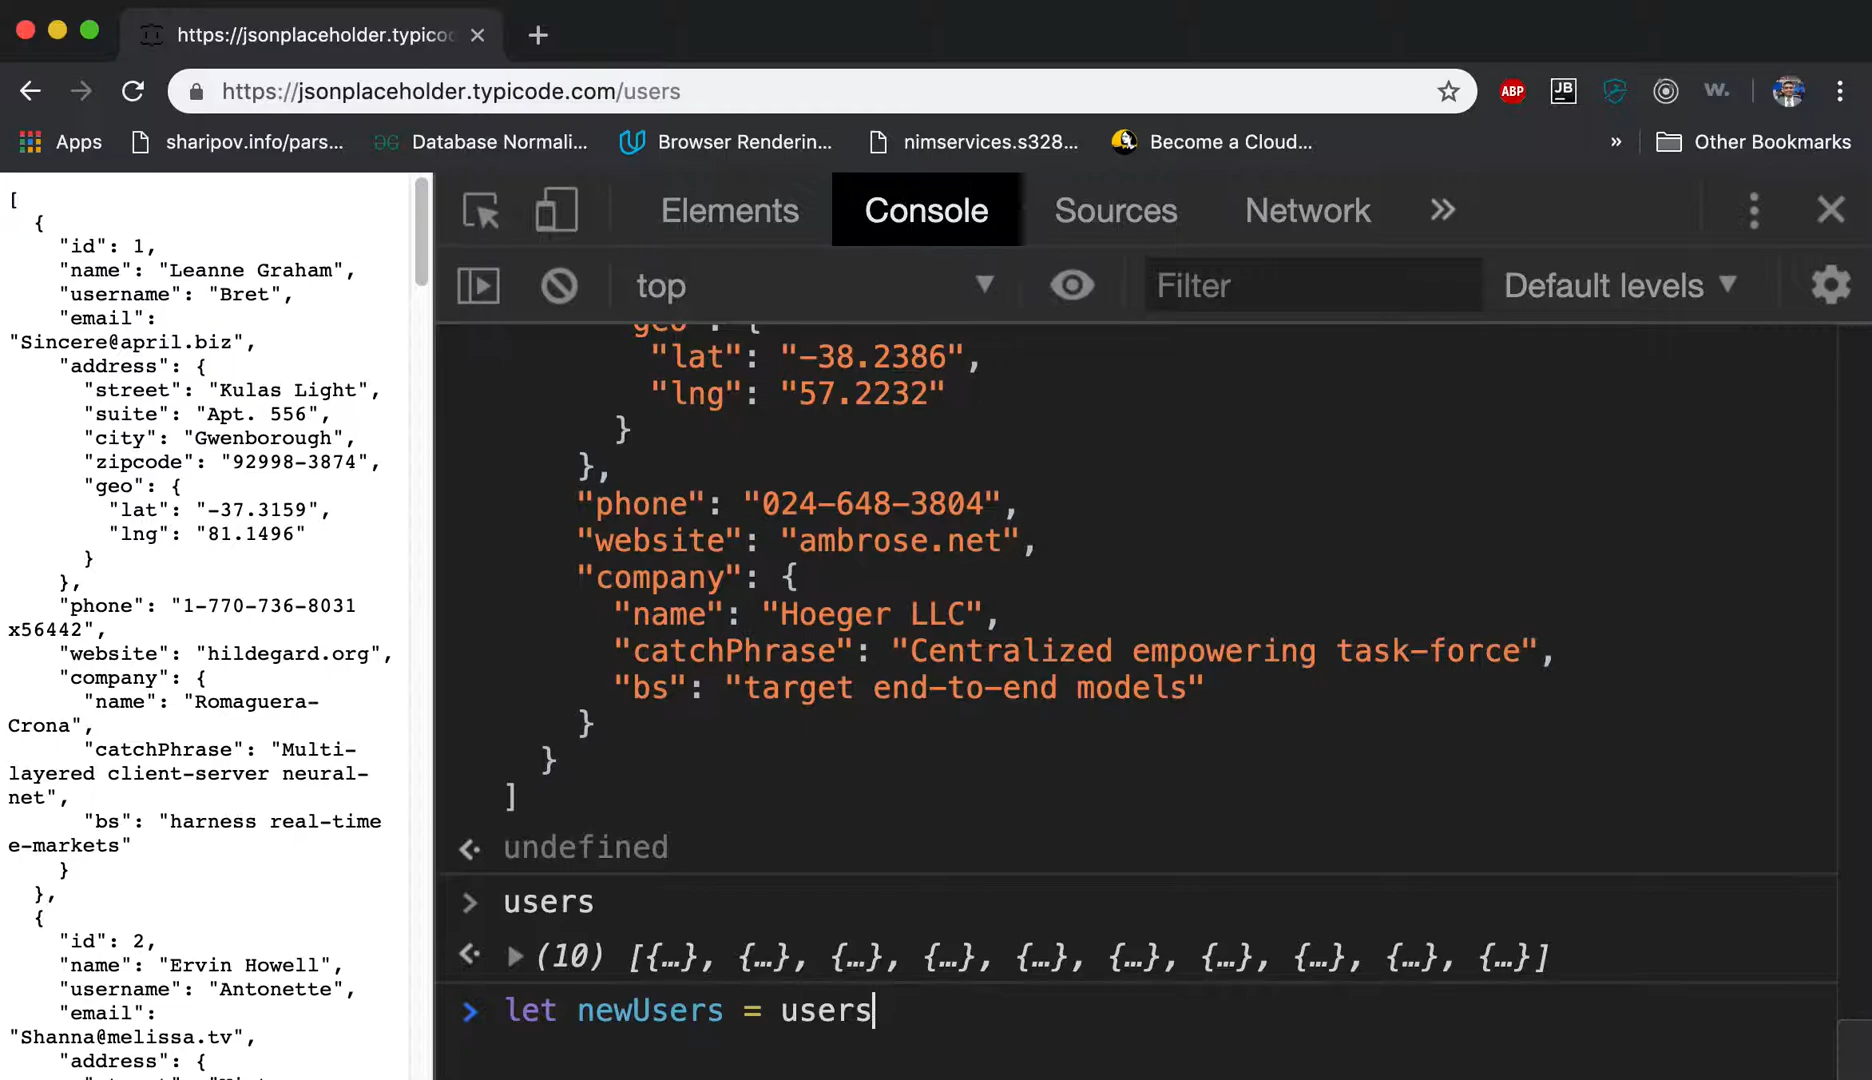 https://jsonplaceholder.typico
https://jsonplaceholder.typicode.com/users
ABP
JB
W.
Apps
sharipov.info/pars...
Database Normali...
Browser Renderin...
nimservices.s328...
Become a Cloud...
»
Other Bookmarks
[
{
"id": 1,
"name": "Leanne Graham",
"username": "Bret",
"email":
"Sincere@april.biz",
"address": {
"street": "Kulas Light",
"suite": "Apt. 556",
"city": "Gwenborough",
"zipcode": "92998-3874",
"geo": {
"lat": "-37.3159",
"lng": "81.1496"
}
},
"phone": "1-770-736-8031
x56442",
"website": "hildegard.org",
"company": {
"name": "Romaguera-
Crona",
"catchPhrase": "Multi-
layered client-server neural-
net",
"bs": "harness real-time
e-markets"
}
},
{
"id": 2,
"name": "Ervin Howell",
"username": "Antonette",
"email":
"Shanna@melissa.tv",
"address": {
Elements
Console
Sources
Network
»
top
Filter
Default levels
geo": {
"lat": "-38.2386",
"lng": "57.2232"
}
},
"phone": "024-648-3804",
"website": "ambrose.net",
"company": {
"name": "Hoeger LLC",
"catchPhrase": "Centralized empowering task-force",
"bs": "target end-to-end models"
}
}
]
undefined
> users
(10) [{…}, {…}, {…}, {…}, {…}, {…}, {…}, {…}, {…}, {…}]
> let newUsers = users